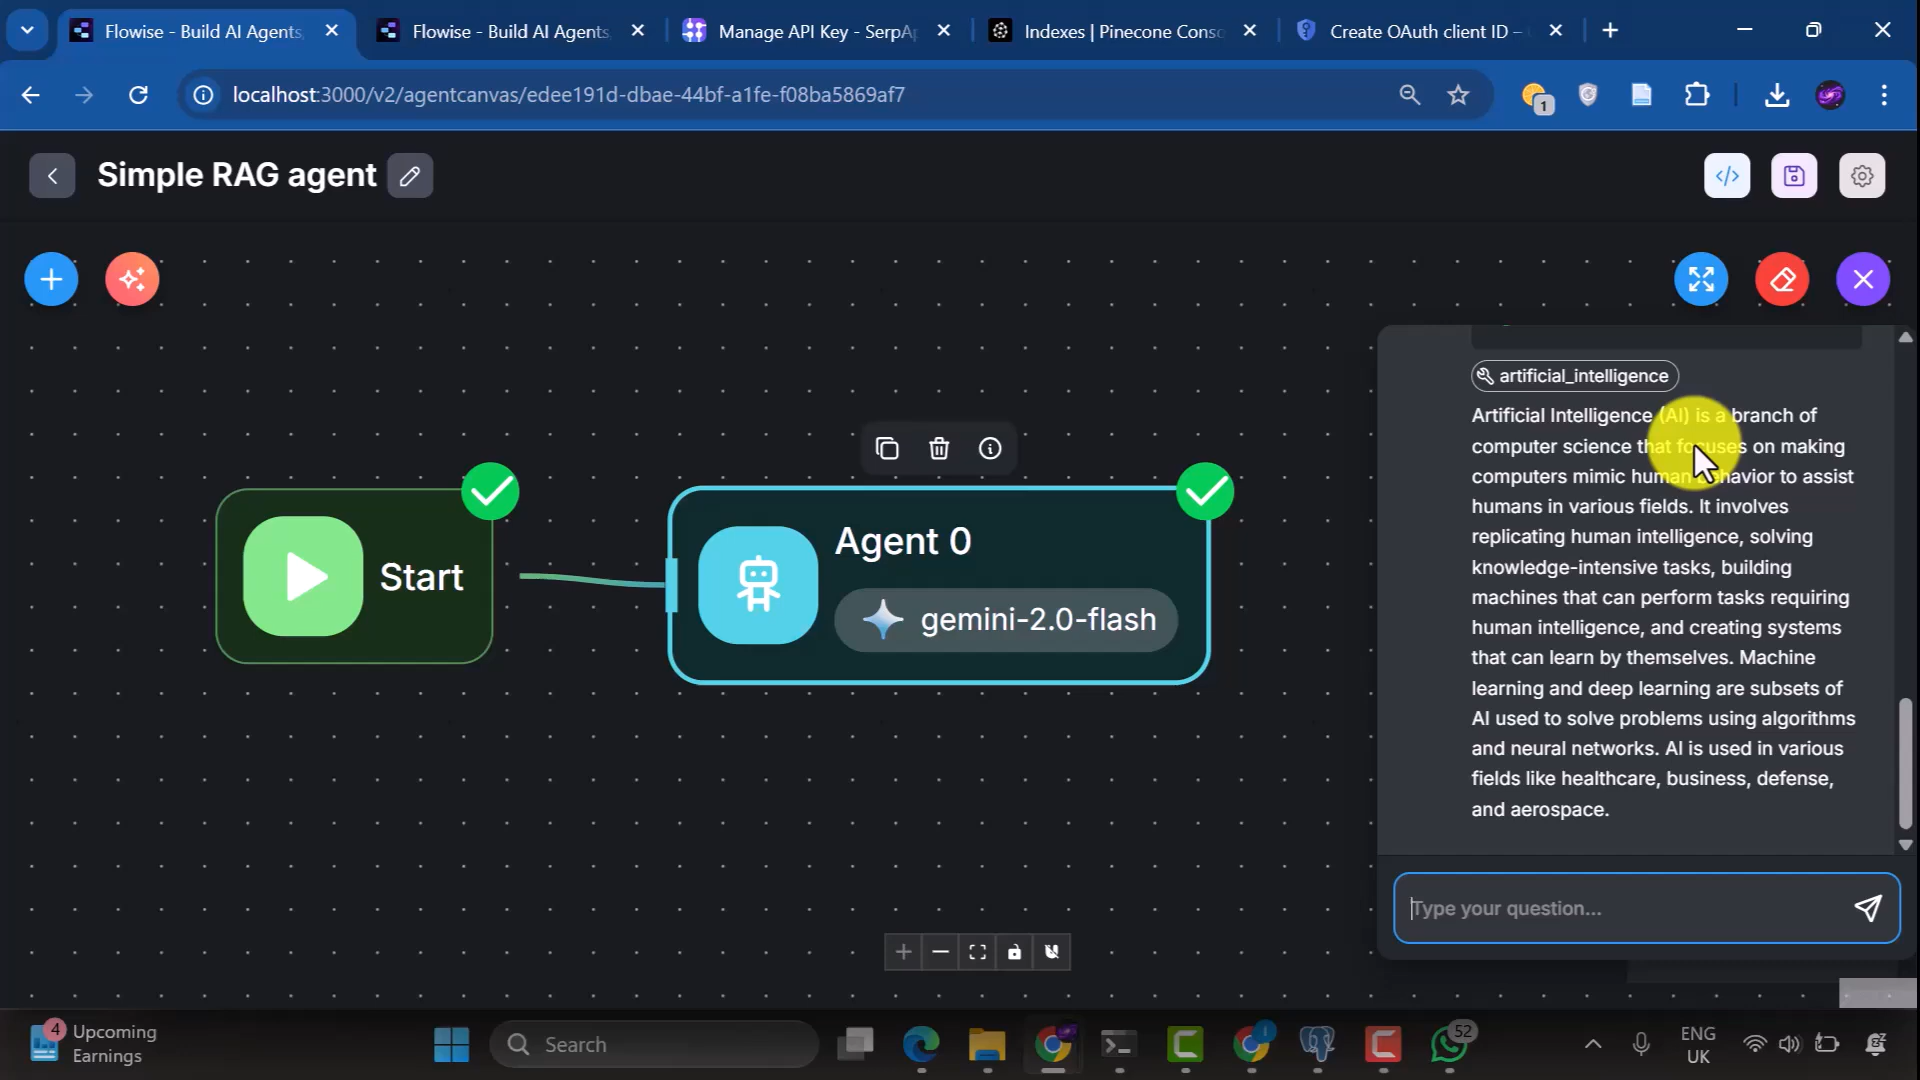 Flowise - Build AI Agents,
Flowise - Build AI Agents,
Manage API Key - SerpAp
Indexes | Pinecone Conso
Create OAuth client ID –
localhost:3000/v2/agentcanvas/edee191d-dbae-44bf-a1fe-f08ba5869af7
1
Simple RAG agent
artificial_intelligence
Artificial Intelligence (AI) is a branch of
computer science that focuses on making
computers mimic human behavior to assist
humans in various fields. It involves
replicating human intelligence, solving
knowledge-intensive tasks, building
machines that can perform tasks requiring
human intelligence, and creating systems
that can learn by themselves. Machine
learning and deep learning are subsets of
AI used to solve problems using algorithms
and neural networks. AI is used in various
fields like healthcare, business, defense,
and aerospace.
Start
Agent 0
gemini-2.0-flash
Type your question...
4
Upcoming
Earnings
Search
52
ENG
UK